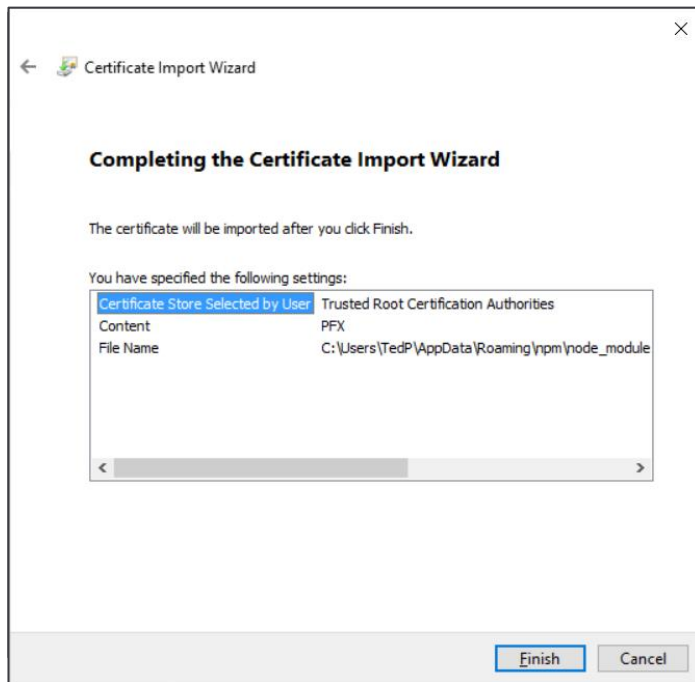 Certificate Import Wizard
Completing the Certificate Import Wizard
The certificate will be imported after you click Finish.
You have specified the following settings:
Certificate Store Selected by User Trusted Root Certification Authorities
Content PFX
File Name C:\Users\TedP\AppData\Roaming\npm\node_module
Finish Cancel